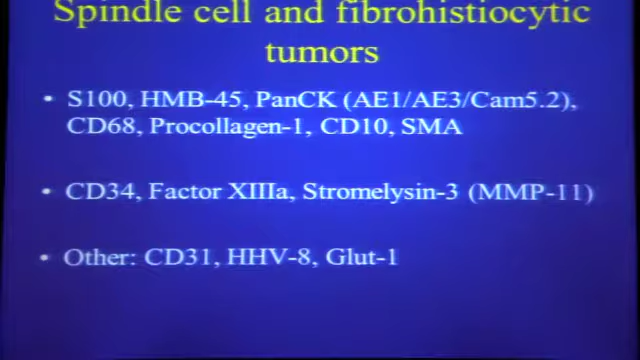 Spindle cell and fibrohistiocytic
tumors
• S100, HMB-45, PanCK (AE1/AE3/Cam5.2),
CD68, Procollagen-1, CD10, SMA
• CD34, Factor XIIIa, Stromelysin-3 (MMP-11)
• Other: CD31, HHV-8, Glut-1